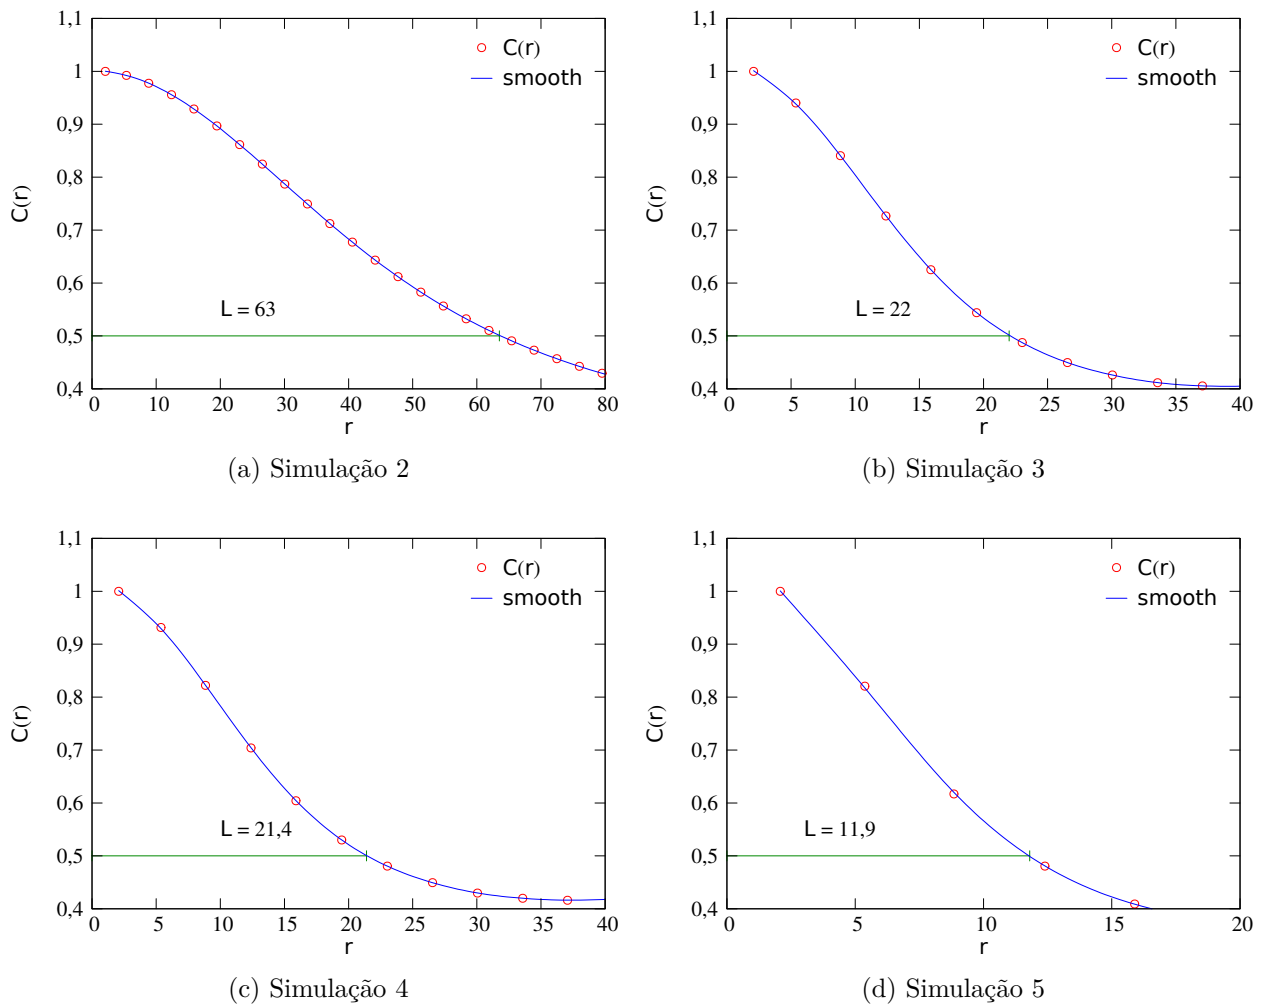 1,1
1
0,9
0,8
0,7
0,6
0,5
0,4
C(r)
C(r)
smooth
L = 63
0 10 20 30 40 50 60 70 80
r
(a) Simulação 2
1,1
1
0,9
0,8
0,7
0,6
0,5
0,4
C(r)
C(r)
smooth
L = 22
0 5 10 15 20 25 30 35 40
r
(b) Simulação 3
1,1
1
0,9
0,8
0,7
0,6
0,5
0,4
C(r)
C(r)
smooth
L = 21,4
0 5 10 15 20 25 30 35 40
r
(c) Simulação 4
1,1
1
0,9
0,8
0,7
0,6
0,5
0,4
C(r)
C(r)
smooth
L = 11,9
0 5 10 15 20
r
(d) Simulação 5